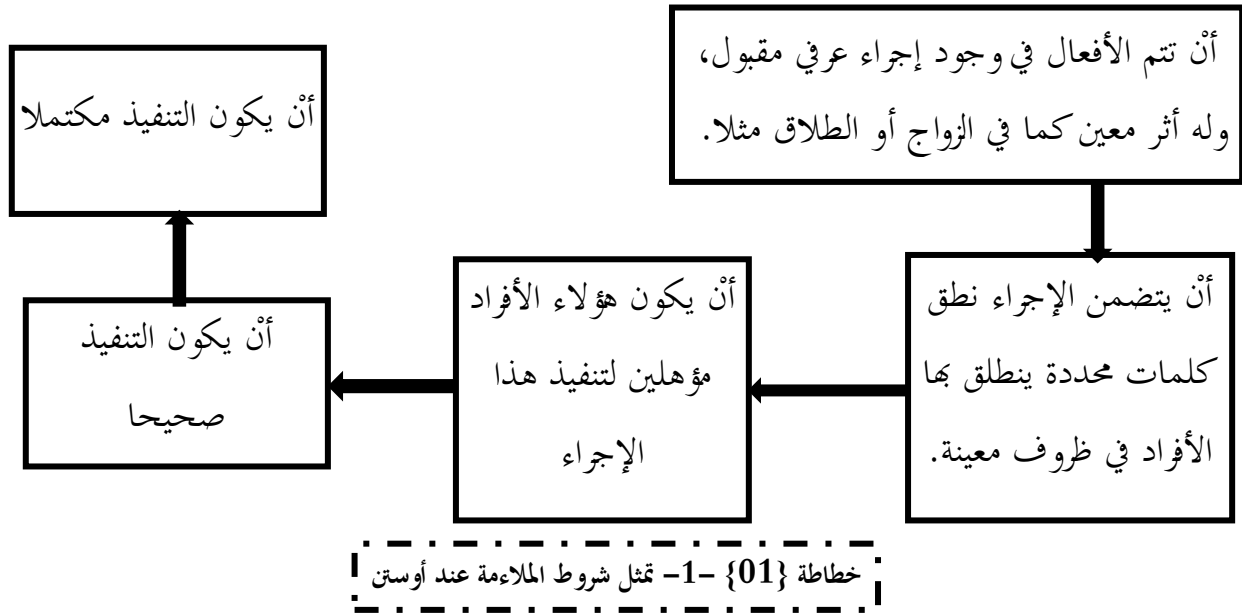 أنْ تتم الأفعال في وجود إجراء عرفي مقبول،
وله أثر معين كما في الزواج أو الطلاق مثلا.
أنْ يتضمن الإجراء نطق
كلمات محددة ينطلق بها
الأفراد في ظروف معينة.
أنْ يكون هؤلاء الأفراد
مؤهلين لتنفيذ هذا
الإجراء
أنْ يكون التنفيذ
صحيحا
أنْ يكون التنفيذ مكتملا
خطاطة {01} -1- تمثل شروط الملاءمة عند أوستن